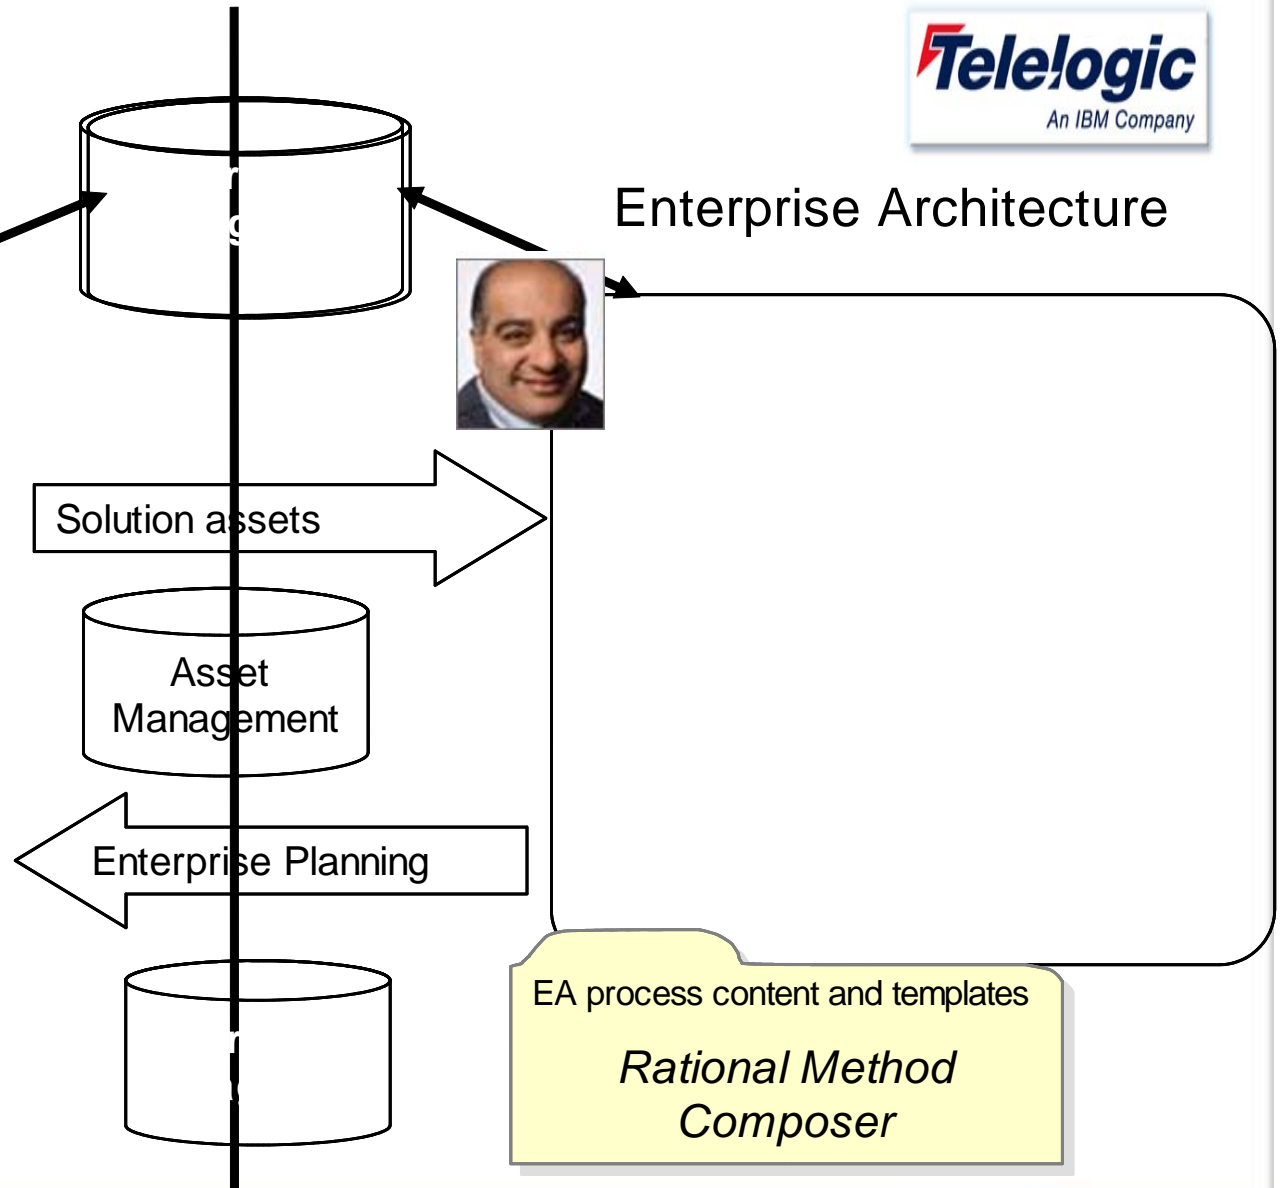 Telelogic
An IBM Company
Enterprise Architecture
Solution assets
Asset
Management
Enterprise Planning
EA process content and templates
Rational Method
Composer